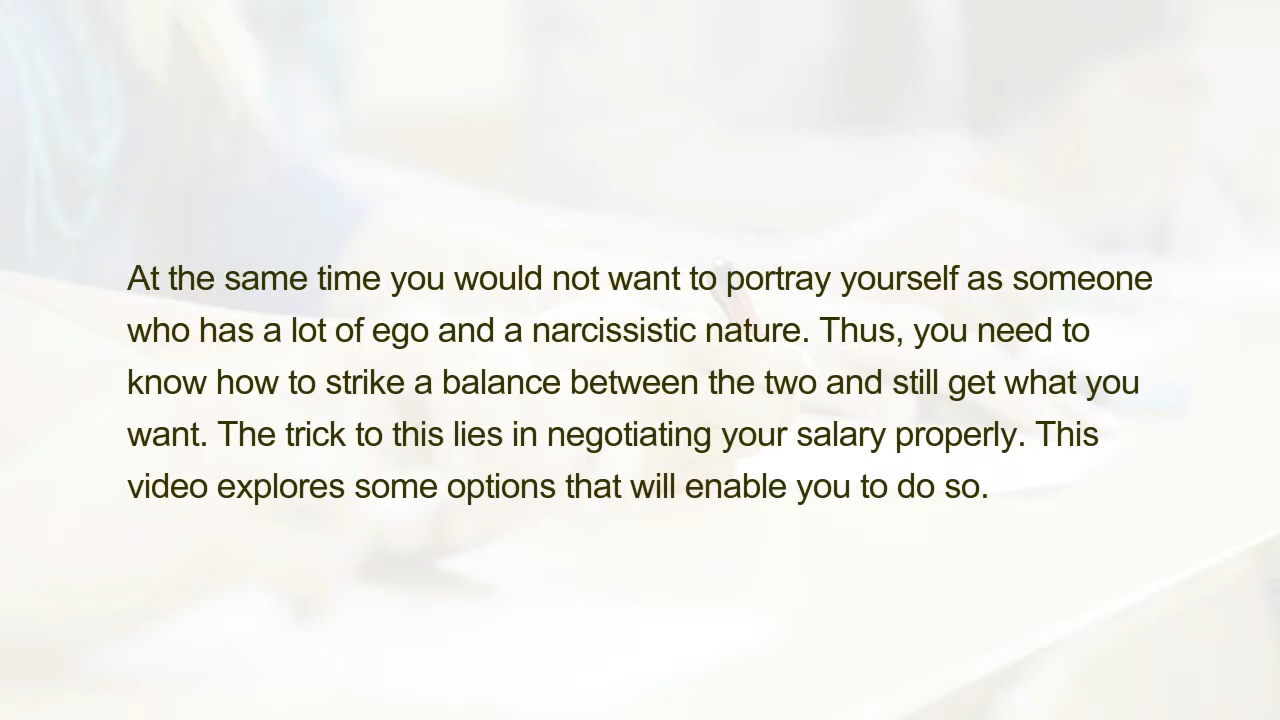 At the same time you would not want to portray yourself as someone
who has a lot of ego and a narcissistic nature. Thus, you need to
know how to strike a balance between the two and still get what you
want. The trick to this lies in negotiating your salary properly. This
video explores some options that will enable you to do so.